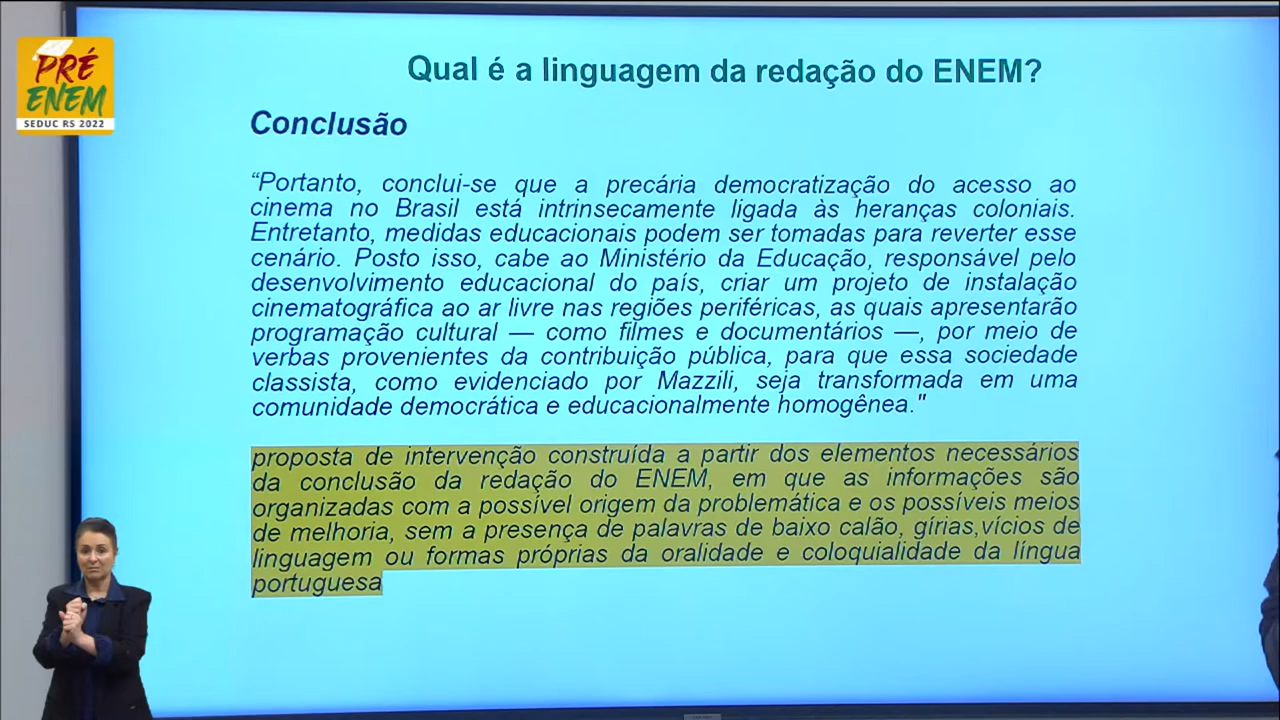 PRÉ
ENEM
SEDUC RS 2022
Qual é a linguagem da redação do ENEM?
Conclusão
“Portanto, conclui-se que a precária democratização do acesso ao
cinema no Brasil está intrinsecamente ligada às heranças coloniais.
Entretanto, medidas educacionais podem ser tomadas para reverter esse
cenário. Posto isso, cabe ao Ministério da Educação, responsável pelo
desenvolvimento educacional do país, criar um projeto de instalação
cinematográfica ao ar livre nas regiões periféricas, as quais apresentarão
programação cultural — como filmes e documentários —, por meio de
verbas provenientes da contribuição pública, para que essa sociedade
classista, como evidenciado por Mazzili, seja transformada em uma
comunidade democrática e educacionalmente homogênea."
proposta de intervenção construída a partir dos elementos necessários
da conclusão da redação do ENEM, em que as informações são
organizadas com a possível origem da problemática e os possíveis meios
de melhoria, sem a presença de palavras de baixo calão, gírias,vícios de
linguagem ou formas próprias da oralidade e coloquialidade da língua
portuguesa